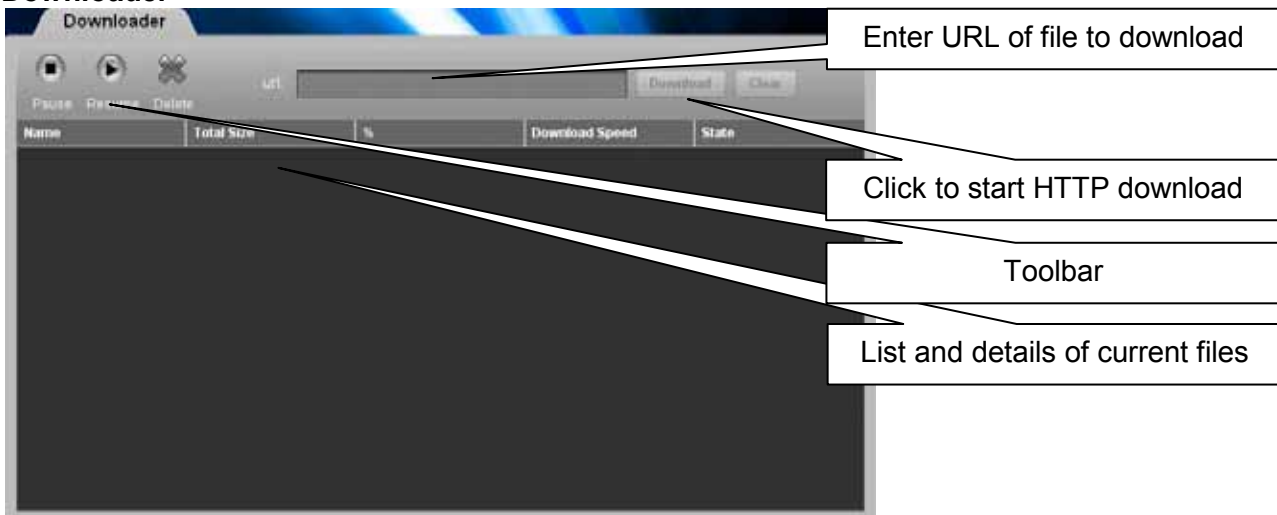 Downloader
Downloader
Enter URL of file to download
url
Download Clear
Pause Resume Delete
Name Total Size % Download Speed State
Click to start HTTP download
Toolbar
List and details of current files